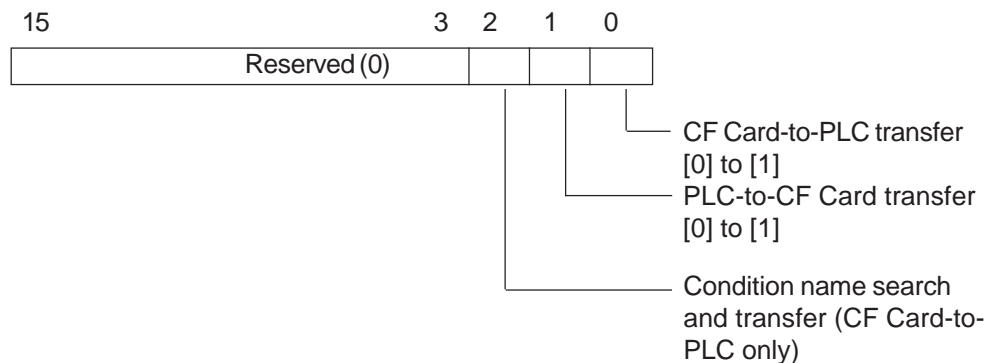 15 3 2 1 0
Reserved (0)
CF Card-to-PLC transfer
[0] to [1]
PLC-to-CF Card transfer
[0] to [1]
Condition name search
and transfer (CF Card-to-
PLC only)